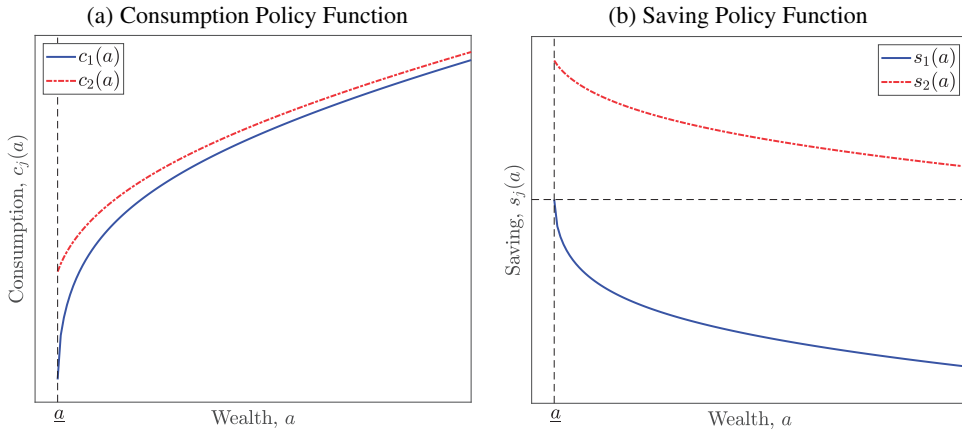 (a) Consumption Policy Function
c₁(a)
c₂(a)
Consumption, cⱼ(a)
a̲
Wealth, a
(b) Saving Policy Function
s₁(a)
s₂(a)
Saving, sⱼ(a)
a̲
Wealth, a